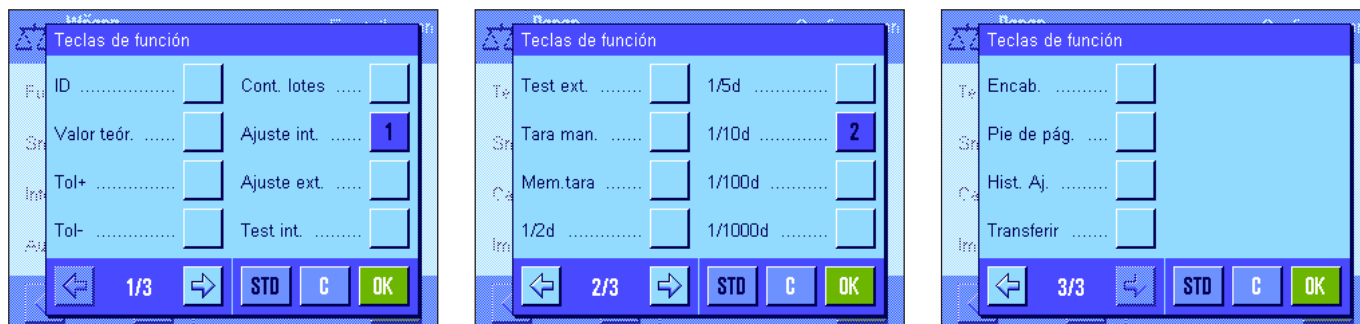 Teclas de función
ID ................. Cont. lotes .....
Valor teór. ...... Ajuste int. ...... 1
Tol+ .............. Ajuste ext. ......
Tol- .............. Test int. .........
1/3 STD C OK
Teclas de función
Test ext. ........ 1/5d ..............
Tara man. ...... 1/10d ............ 2
Mem.tara ....... 1/100d ..........
1/2d ............. 1/1000d ........
2/3 STD C OK
Teclas de función
Encab. ..........
Pie de pág. ....
Hist. Aj. .........
Transferir .......
3/3 STD C OK